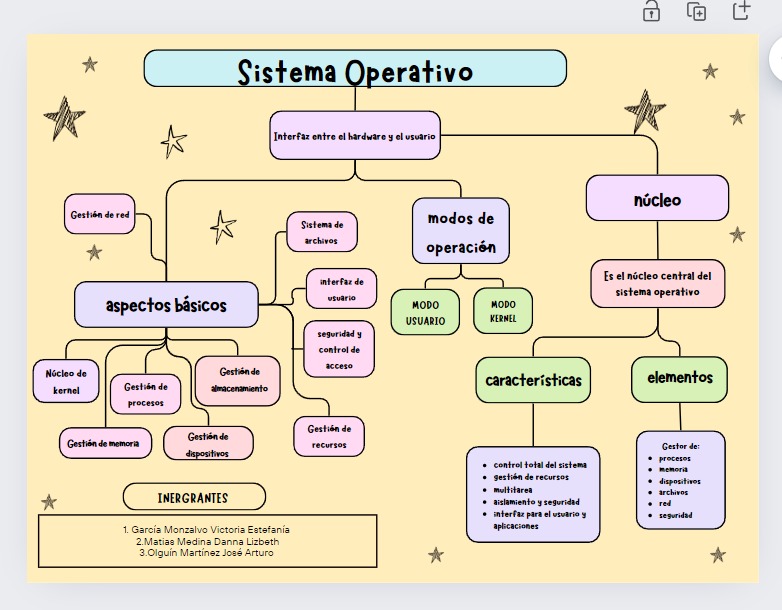 Sistema Operativo
Interfaz entre el hardware y el usuario
núcleo
Gestión de red
Sistema de
archivos
modos de
operación
Es el núcleo central del
sistema operativo
interfaz de
usuario
aspectos básicos
MODO
USUARIO
MODO
KERNEL
seguridad y
control de
acceso
Núcleo de
kernel
Gestión de
procesos
Gestión de
almacenamiento
características
elementos
Gestión de memoria
Gestión de
dispositivos
Gestión de
recursos
• control total del sistema
• gestión de recursos
• multitarea
• aislamiento y seguridad
• interfaz para el usuario y
aplicaciones
Gestor de:
• procesos
• memoria
• dispositivos
• archivos
• red
• seguridad
INERGRANTES
1. García Monzalvo Victoria Estefanía
2.Matias Medina Danna Lizbeth
3.Olguín Martínez José Arturo